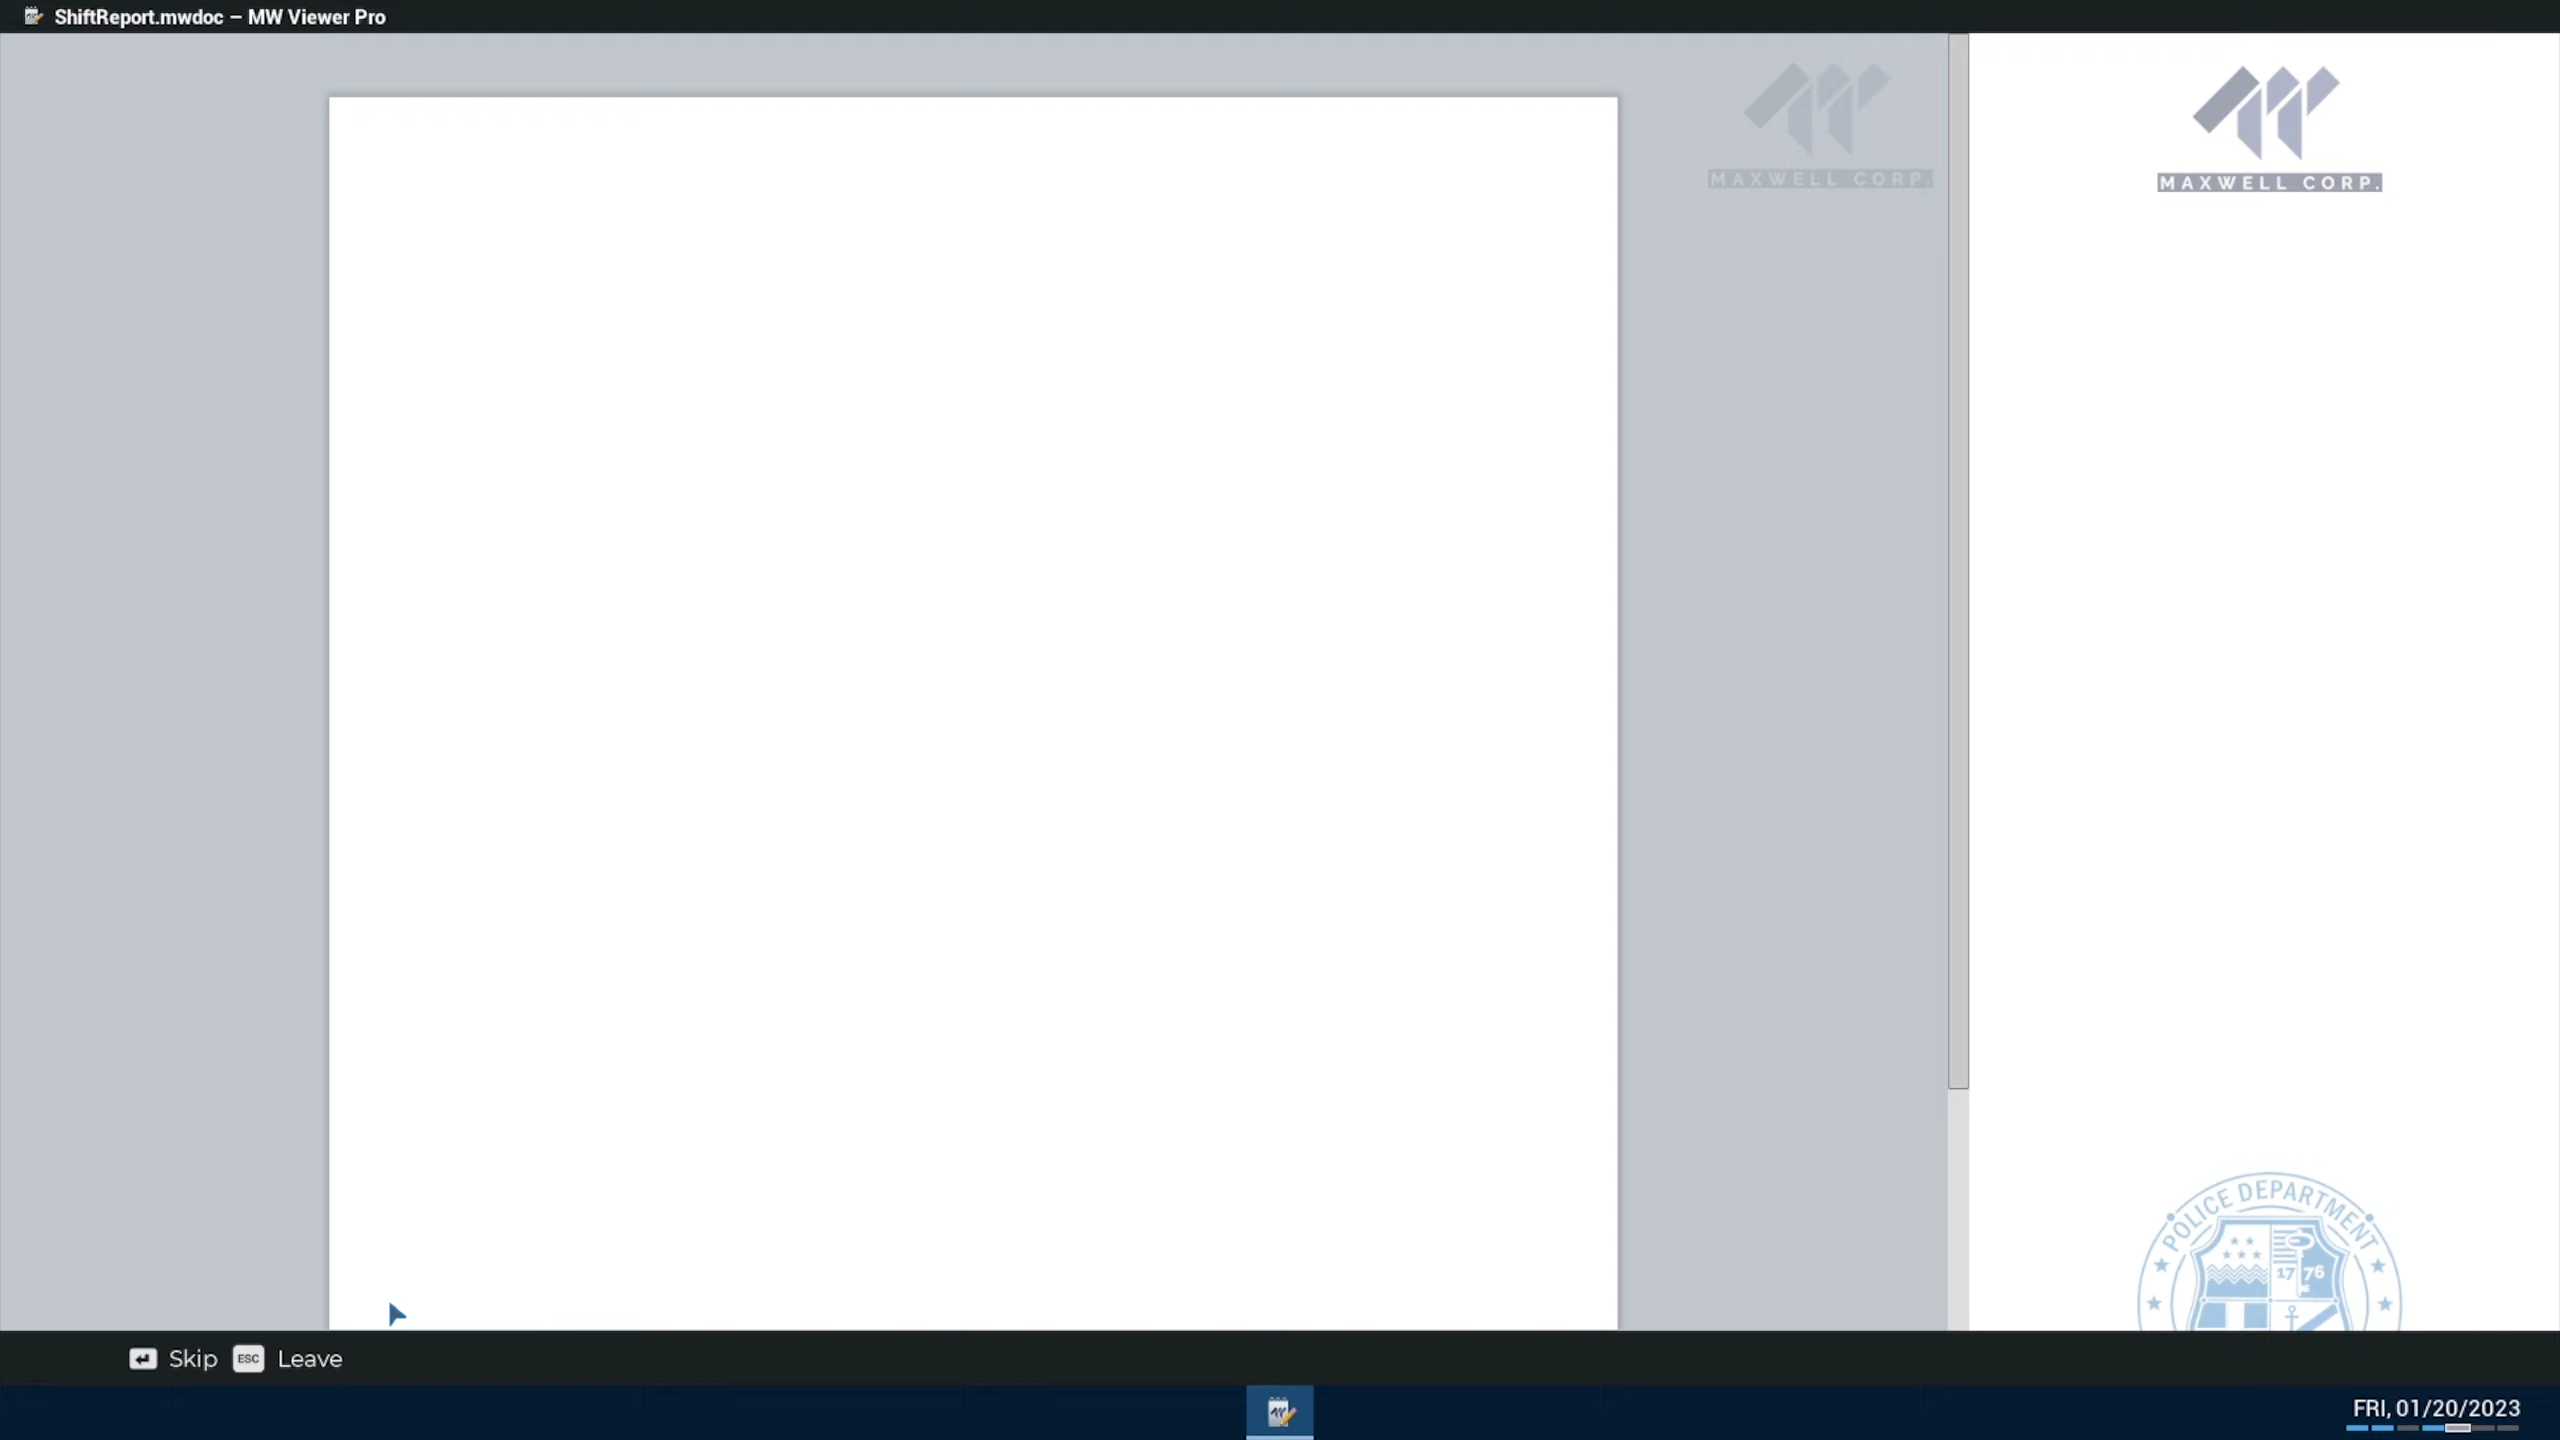 ShiftReport.mwdoc – MW Viewer Pro
MAXWELL CORP.
MAXWELL CORP.
POLICE DEPARTMENT
17 76
Skip ESC Leave
FRI, 01/20/2023